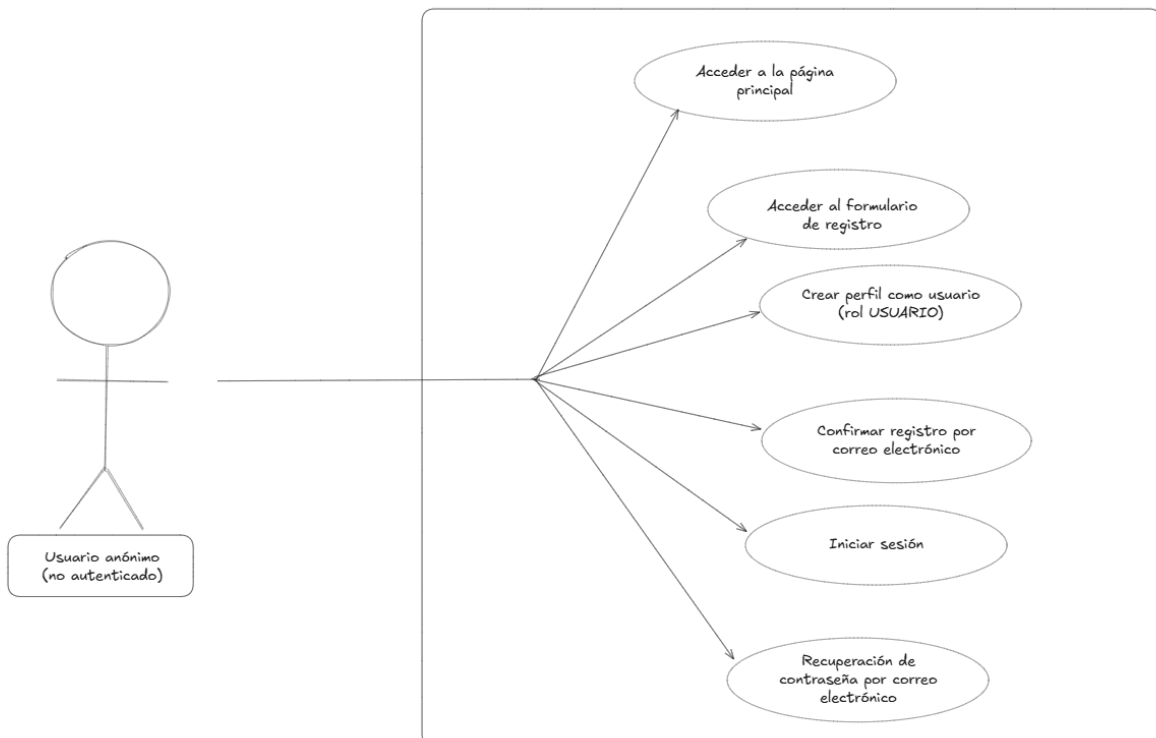 Acceder a la página
principal
Acceder al formulario
de registro
Crear perfil como usuario
(rol USUARIO)
Confirmar registro por
correo electrónico
Iniciar sesión
Usuario anónimo
(no autenticado)
Recuperación de
contraseña por correo
electrónico